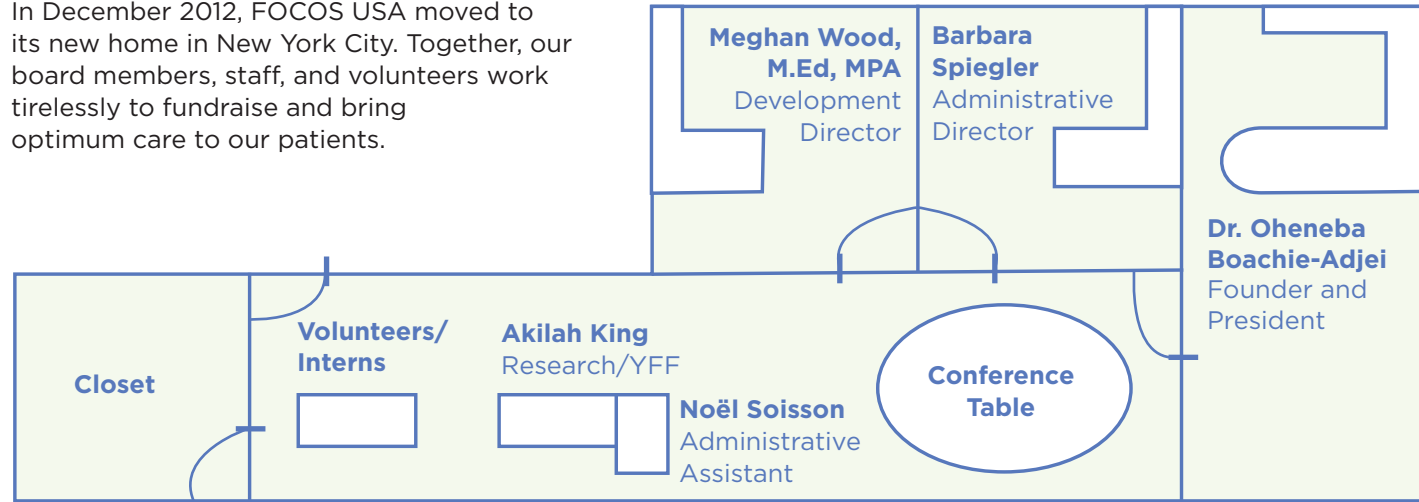 In December 2012, FOCOS USA moved to
its new home in New York City. Together, our
board members, staff, and volunteers work
tirelessly to fundraise and bring
optimum care to our patients.
Meghan Wood,
M.Ed, MPA
Development
Director
Barbara
Spiegler
Administrative
Director
Dr. Oheneba
Boachie-Adjei
Founder and
President
Closet
Volunteers/
Interns
Akilah King
Research/YFF
Noël Soisson
Administrative
Assistant
Conference
Table